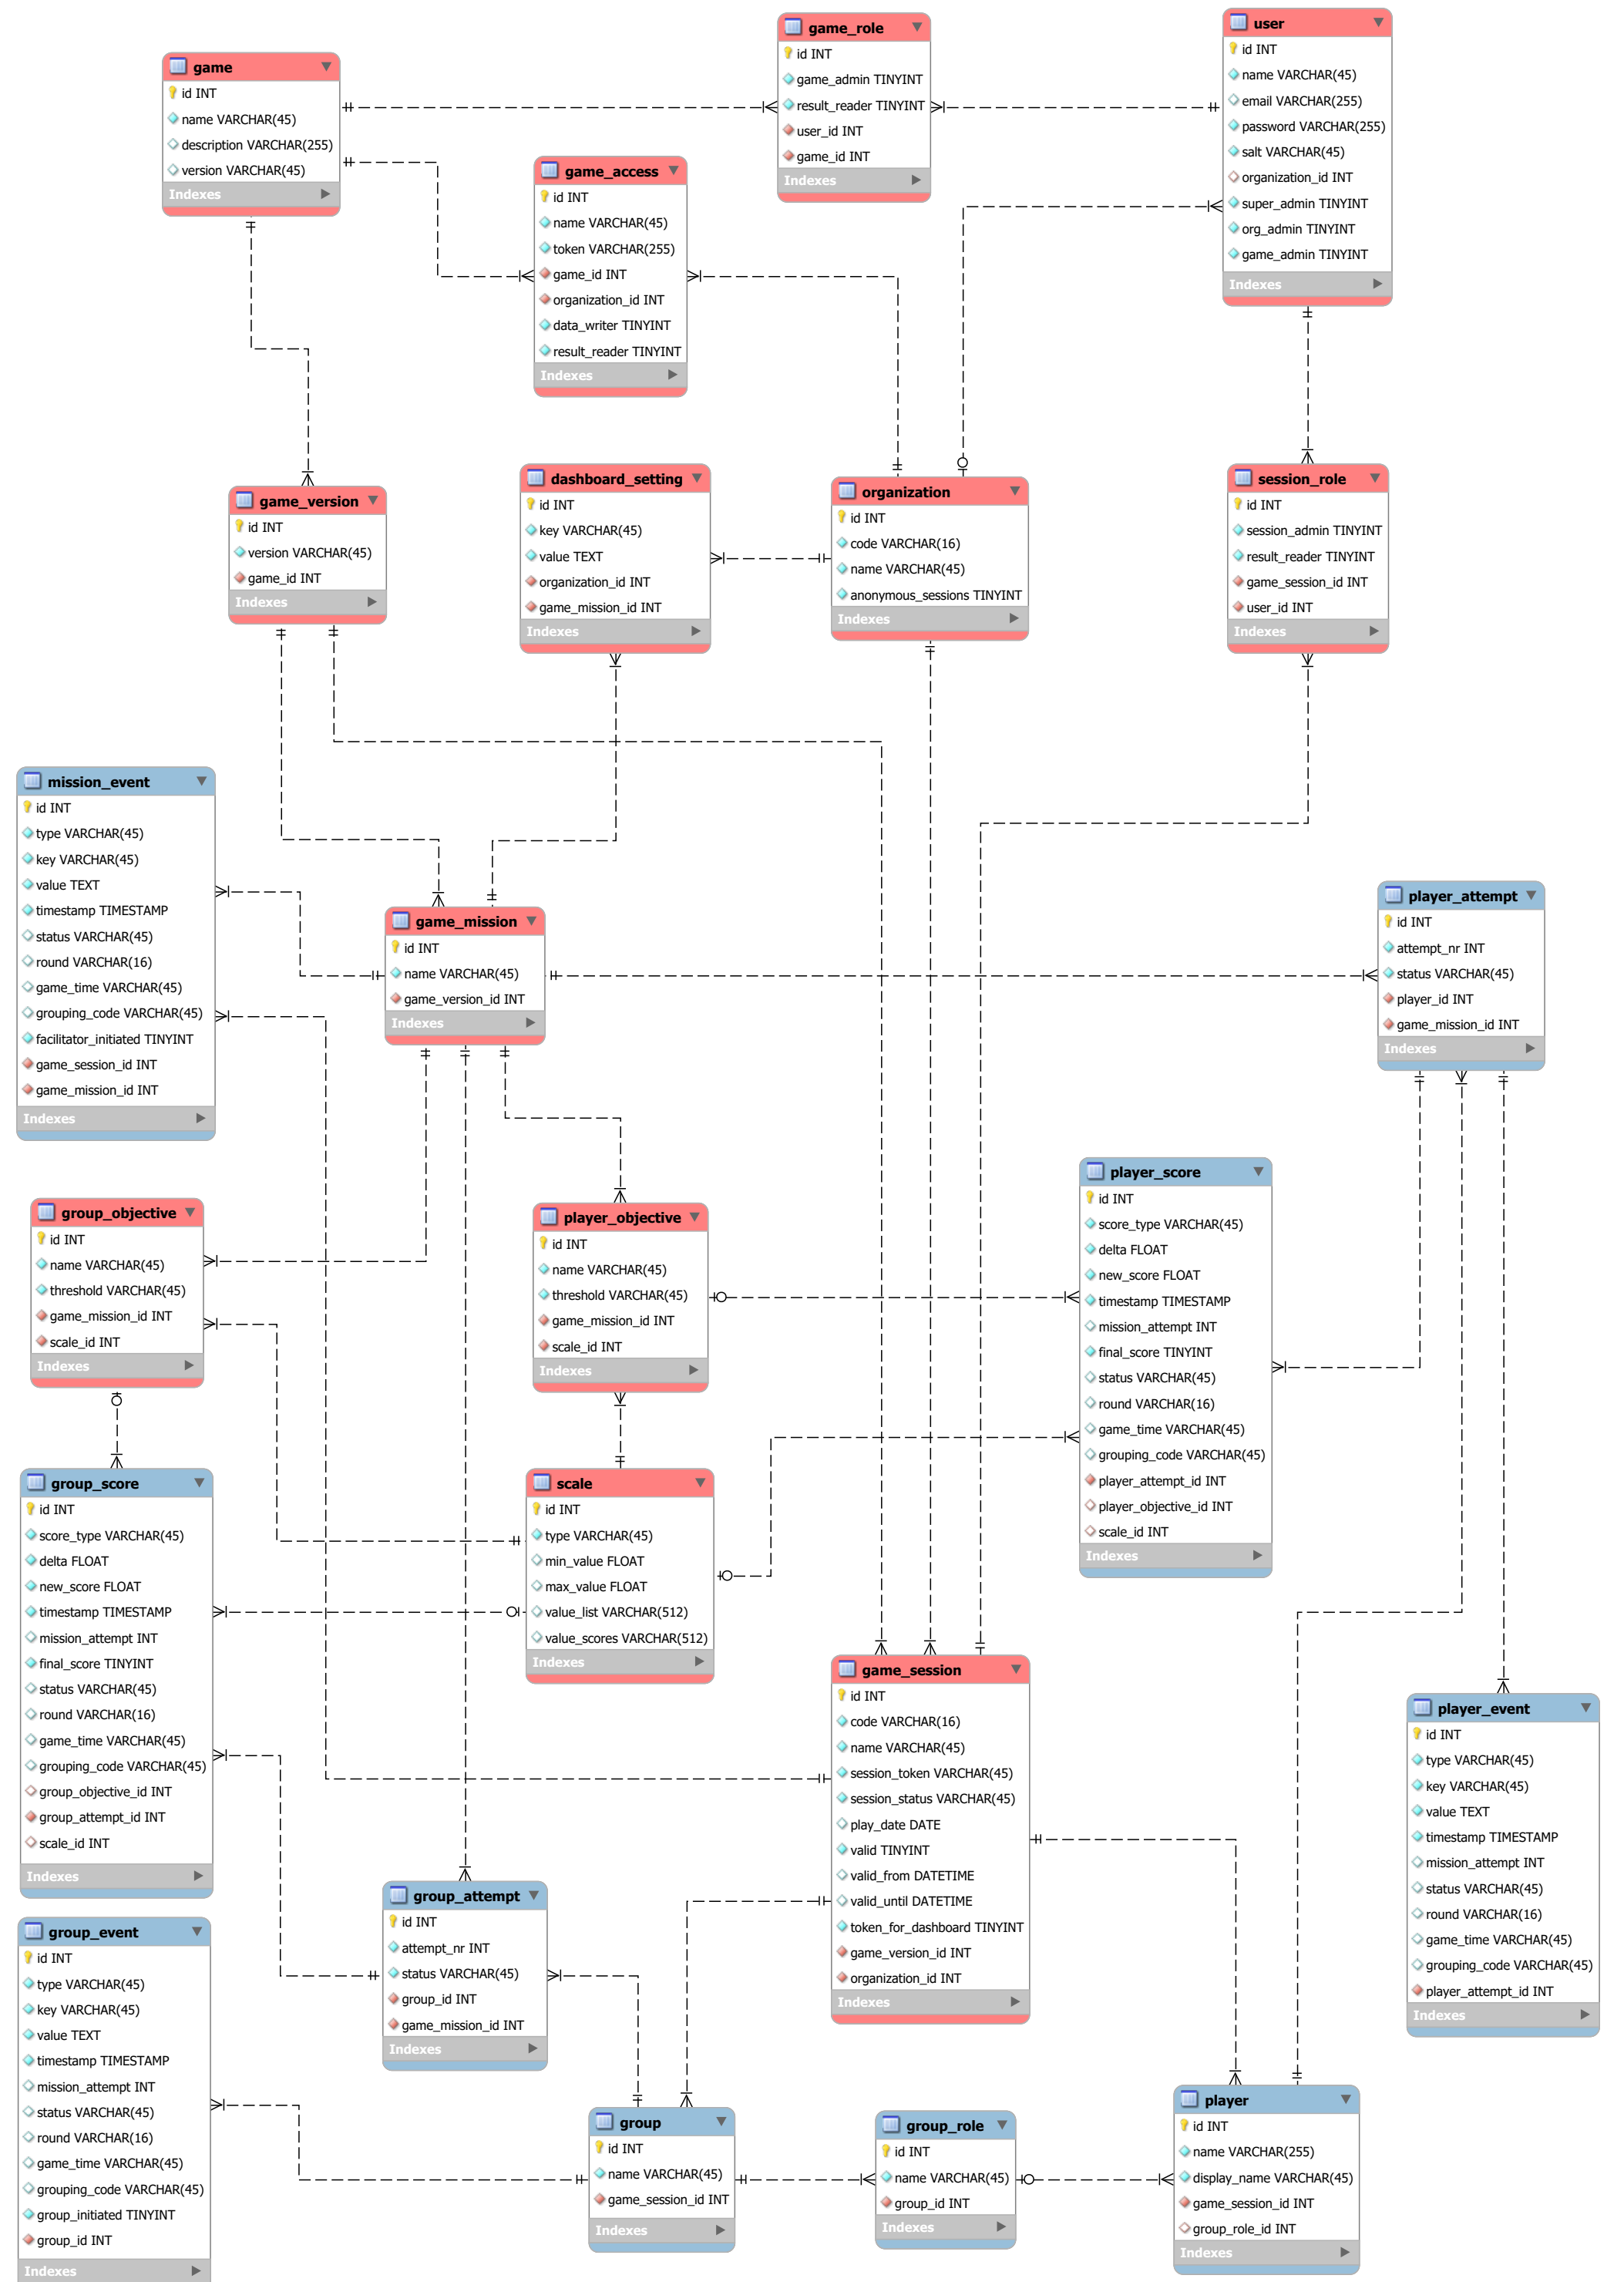 game
id INT
name VARCHAR(45)
description VARCHAR(255)
version VARCHAR(45)
Indexes
game_role
id INT
game_admin TINYINT
result_reader TINYINT
user_id INT
game_id INT
Indexes
user
id INT
name VARCHAR(45)
email VARCHAR(255)
password VARCHAR(255)
salt VARCHAR(45)
organization_id INT
super_admin TINYINT
org_admin TINYINT
game_admin TINYINT
Indexes
game_access
id INT
name VARCHAR(45)
token VARCHAR(255)
game_id INT
organization_id INT
data_writer TINYINT
result_reader TINYINT
Indexes
game_version
id INT
version VARCHAR(45)
game_id INT
Indexes
dashboard_setting
id INT
key VARCHAR(45)
value TEXT
organization_id INT
game_mission_id INT
Indexes
organization
id INT
code VARCHAR(16)
name VARCHAR(45)
anonymous_sessions TINYINT
Indexes
session_role
id INT
session_admin TINYINT
result_reader TINYINT
game_session_id INT
user_id INT
Indexes
mission_event
id INT
type VARCHAR(45)
key VARCHAR(45)
value TEXT
timestamp TIMESTAMP
status VARCHAR(45)
round VARCHAR(16)
game_time VARCHAR(45)
grouping_code VARCHAR(45)
facilitator_initiated TINYINT
game_session_id INT
game_mission_id INT
Indexes
game_mission
id INT
name VARCHAR(45)
game_version_id INT
Indexes
player_attempt
id INT
attempt_nr INT
status VARCHAR(45)
player_id INT
game_mission_id INT
Indexes
group_objective
id INT
name VARCHAR(45)
threshold VARCHAR(45)
game_mission_id INT
scale_id INT
Indexes
player_objective
id INT
name VARCHAR(45)
threshold VARCHAR(45)
game_mission_id INT
scale_id INT
Indexes
player_score
id INT
score_type VARCHAR(45)
delta FLOAT
new_score FLOAT
timestamp TIMESTAMP
mission_attempt INT
final_score TINYINT
status VARCHAR(45)
round VARCHAR(16)
game_time VARCHAR(45)
grouping_code VARCHAR(45)
player_attempt_id INT
player_objective_id INT
scale_id INT
Indexes
group_score
id INT
score_type VARCHAR(45)
delta FLOAT
new_score FLOAT
timestamp TIMESTAMP
mission_attempt INT
final_score TINYINT
status VARCHAR(45)
round VARCHAR(16)
game_time VARCHAR(45)
grouping_code VARCHAR(45)
group_objective_id INT
group_attempt_id INT
scale_id INT
Indexes
scale
id INT
type VARCHAR(45)
min_value FLOAT
max_value FLOAT
value_list VARCHAR(512)
value_scores VARCHAR(512)
Indexes
game_session
id INT
code VARCHAR(16)
name VARCHAR(45)
session_token VARCHAR(45)
session_status VARCHAR(45)
play_date DATE
valid TINYINT
valid_from DATETIME
valid_until DATETIME
token_for_dashboard TINYINT
game_version_id INT
organization_id INT
Indexes
player_event
id INT
type VARCHAR(45)
key VARCHAR(45)
value TEXT
timestamp TIMESTAMP
mission_attempt INT
status VARCHAR(45)
round VARCHAR(16)
game_time VARCHAR(45)
grouping_code VARCHAR(45)
player_attempt_id INT
Indexes
group_attempt
id INT
attempt_nr INT
status VARCHAR(45)
group_id INT
game_mission_id INT
Indexes
group_event
id INT
type VARCHAR(45)
key VARCHAR(45)
value TEXT
timestamp TIMESTAMP
mission_attempt INT
status VARCHAR(45)
round VARCHAR(16)
game_time VARCHAR(45)
grouping_code VARCHAR(45)
group_initiated TINYINT
group_id INT
Indexes
group
id INT
name VARCHAR(45)
game_session_id INT
Indexes
group_role
id INT
name VARCHAR(45)
group_id INT
Indexes
player
id INT
name VARCHAR(255)
display_name VARCHAR(45)
game_session_id INT
group_role_id INT
Indexes